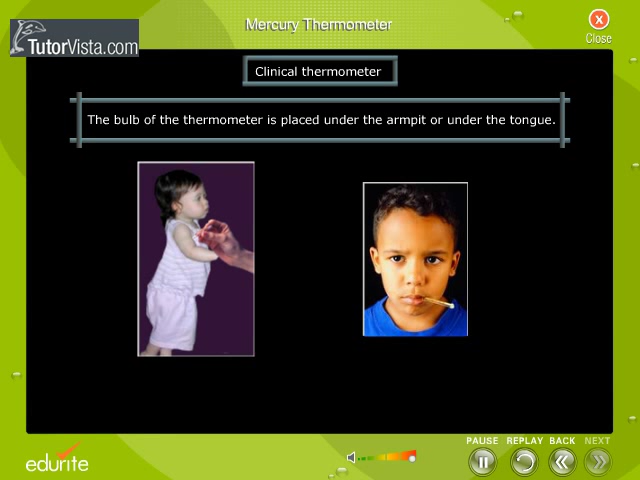 Mercury Thermometer
Close
TutorVista.com
Clinical thermometer
The bulb of the thermometer is placed under the armpit or under the tongue.
PAUSE REPLAY BACK NEXT
edurite